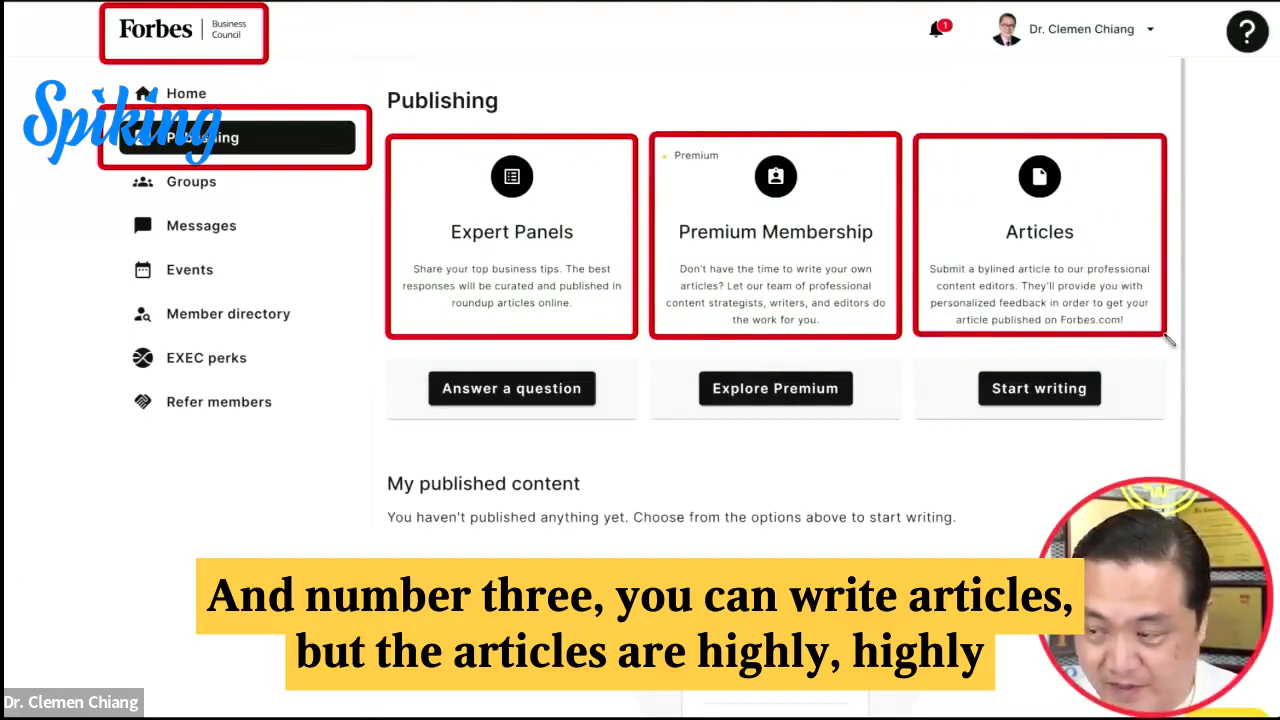 Forbes | Business Council
1
Dr. Clemen Chiang
?
Spiking
Home
Publishing
Groups
Messages
Events
Member directory
EXEC perks
Refer members
Publishing
Expert Panels
Share your top business tips. The best
responses will be curated and published in
roundup articles online.
Answer a question
Premium
Premium Membership
Don't have the time to write your own
articles? Let our team of professional
content strategists, writers, and editors do
the work for you.
Explore Premium
Articles
Submit a bylined article to our professional
content editors. They'll provide you with
personalized feedback in order to get your
article published on Forbes.com!
Start writing
My published content
You haven't published anything yet. Choose from the options above to start writing.
And number three, you can write articles,
but the articles are highly, highly
Dr. Clemen Chiang